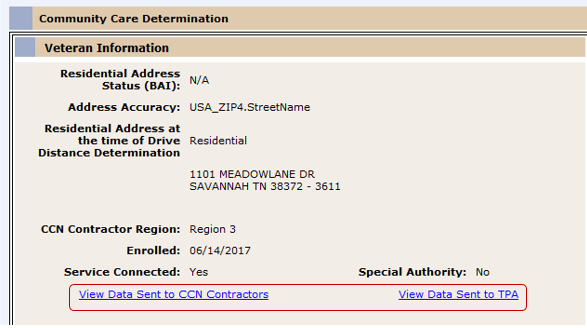 Community Care Determination
Veteran Information
Residential Address
Status (BAI): N/A
Address Accuracy: USA_ZIP4.StreetName
Residential Address at
the time of Drive Residential
Distance Determination
1101 MEADOWLANE DR
SAVANNAH TN 38372 - 3611
CCN Contractor Region: Region 3
Enrolled: 06/14/2017
Service Connected: Yes Special Authority: No
View Data Sent to CCN Contractors View Data Sent to TPA